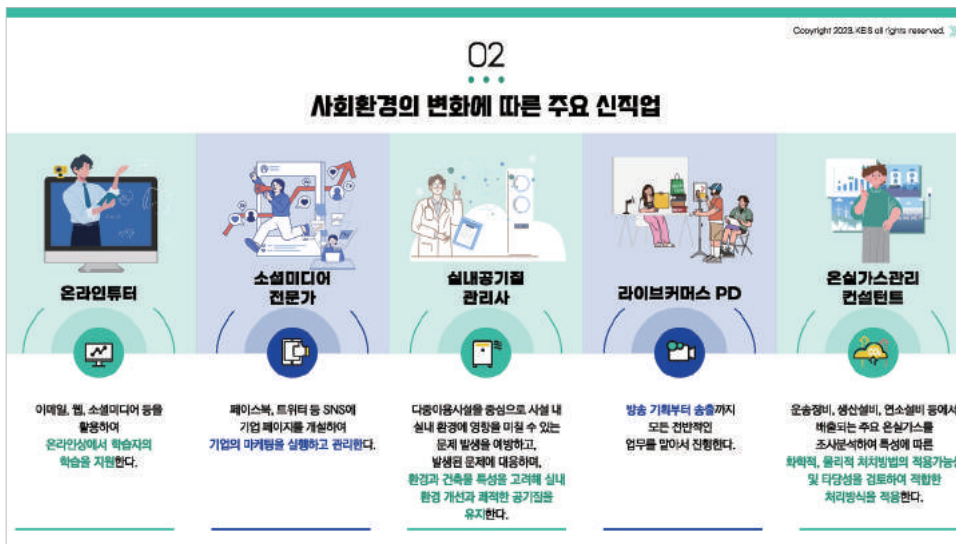 Copyright 2023. KBS all rights reserved.
02
사회환경의 변화에 따른 주요 신직업
온라인튜터
이메일, 웹, 소셜미디어 등을
활용하여
온라인상에서 학습자의
학습을 지원한다.
소셜미디어
전문가
페이스북, 트위터 등 SNS에
기업 페이지를 개설하여
기업의 마케팅을 실행하고 관리한다.
실내공기질
관리사
다중이용시설을 중심으로 시설 내
실내 환경에 영향을 미칠 수 있는
문제 발생을 예방하고,
발생된 문제에 대응하며,
환경과 건축물 특성을 고려해 실내
환경 개선과 쾌적한 공기질을
유지한다.
라이브커머스 PD
방송 기획부터 송출까지
모든 전반적인
업무를 맡아서 진행한다.
온실가스관리
컨설턴트
운송장비, 생산설비, 연소설비 등에서
배출되는 주요 온실가스를
조사분석하여 특성에 따른
화학적, 물리적 처치방법의 적용가능성
및 타당성을 검토하여 적합한
처리방식을 적용한다.